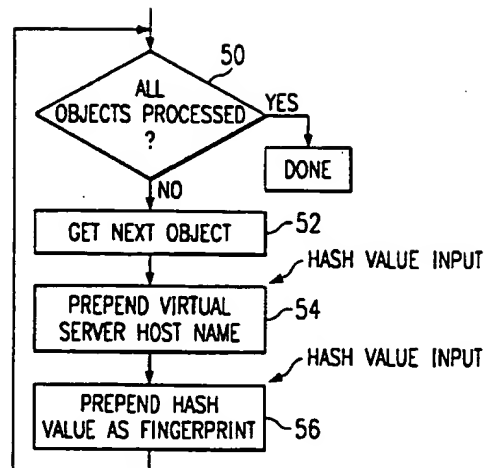 50
ALL
OBJECTS PROCESSED
?
YES
DONE
NO
GET NEXT OBJECT
52
HASH VALUE INPUT
PREPEND VIRTUAL
SERVER HOST NAME
54
HASH VALUE INPUT
PREPEND HASH
VALUE AS FINGERPRINT
56